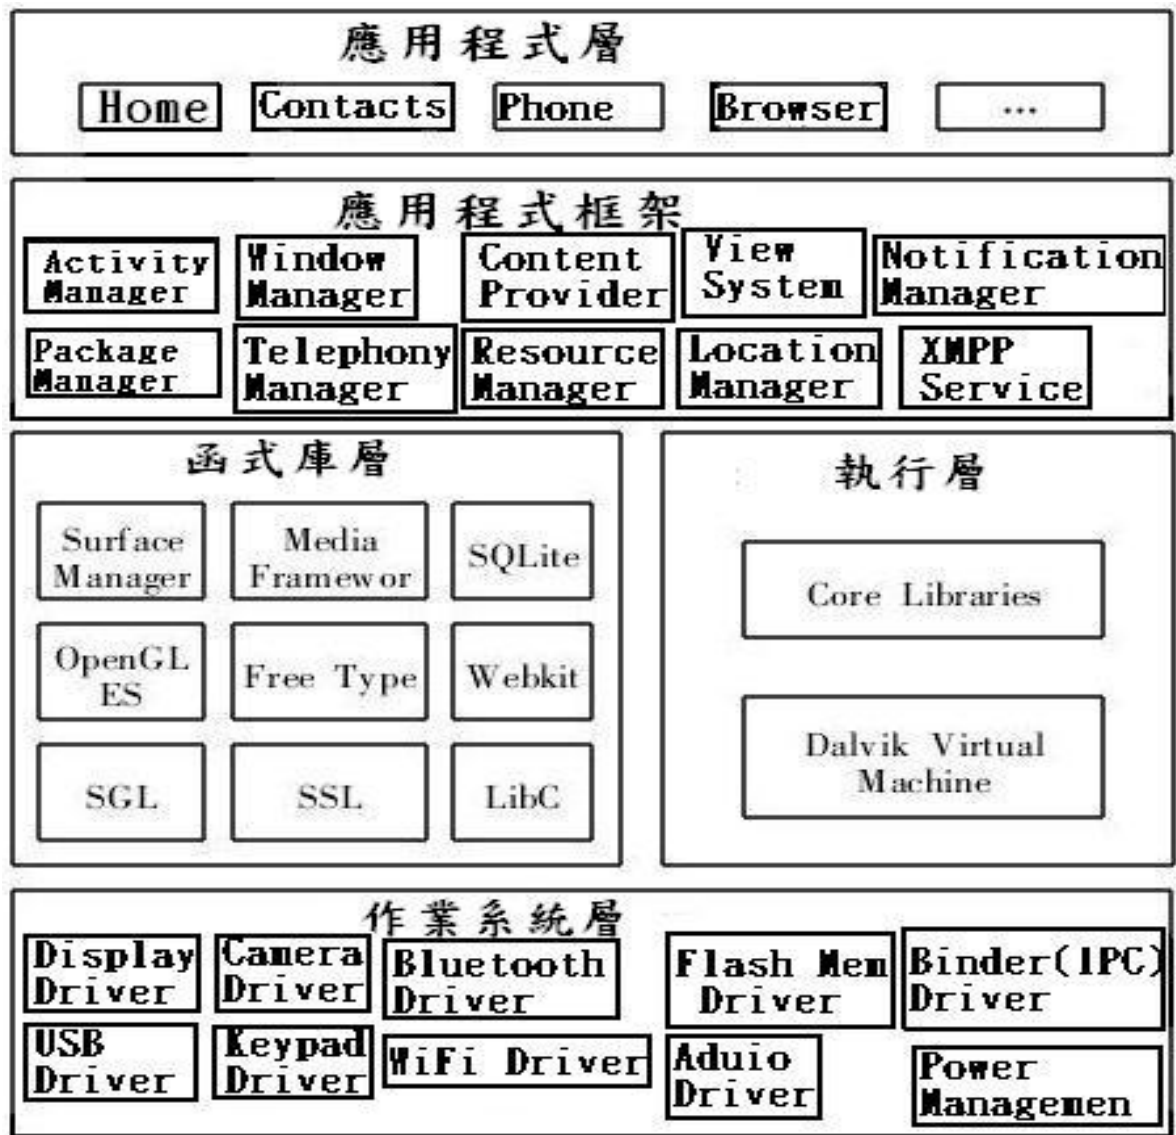 應用程式層
Home Contacts Phone Browser ...
應用程式框架
Activity
Manager
Window
Manager
Content
Provider
View
System
Notification
Manager
Package
Manager
Telephony
Manager
Resource
Manager
Location
Manager
XMPP
Service
函式庫層
Surface
Manager
Media
Framewor
SQLite
OpenGL
ES
Free Type
Webkit
SGL
SSL
LibC
執行層
Core Libraries
Dalvik Virtual
Machine
作業系統層
Display
Driver
Camera
Driver
Bluetooth
Driver
Flash Mem
Driver
Binder(IPC)
Driver
USB
Driver
Keypad
Driver
WiFi Driver
Aduio
Driver
Power
Managemen